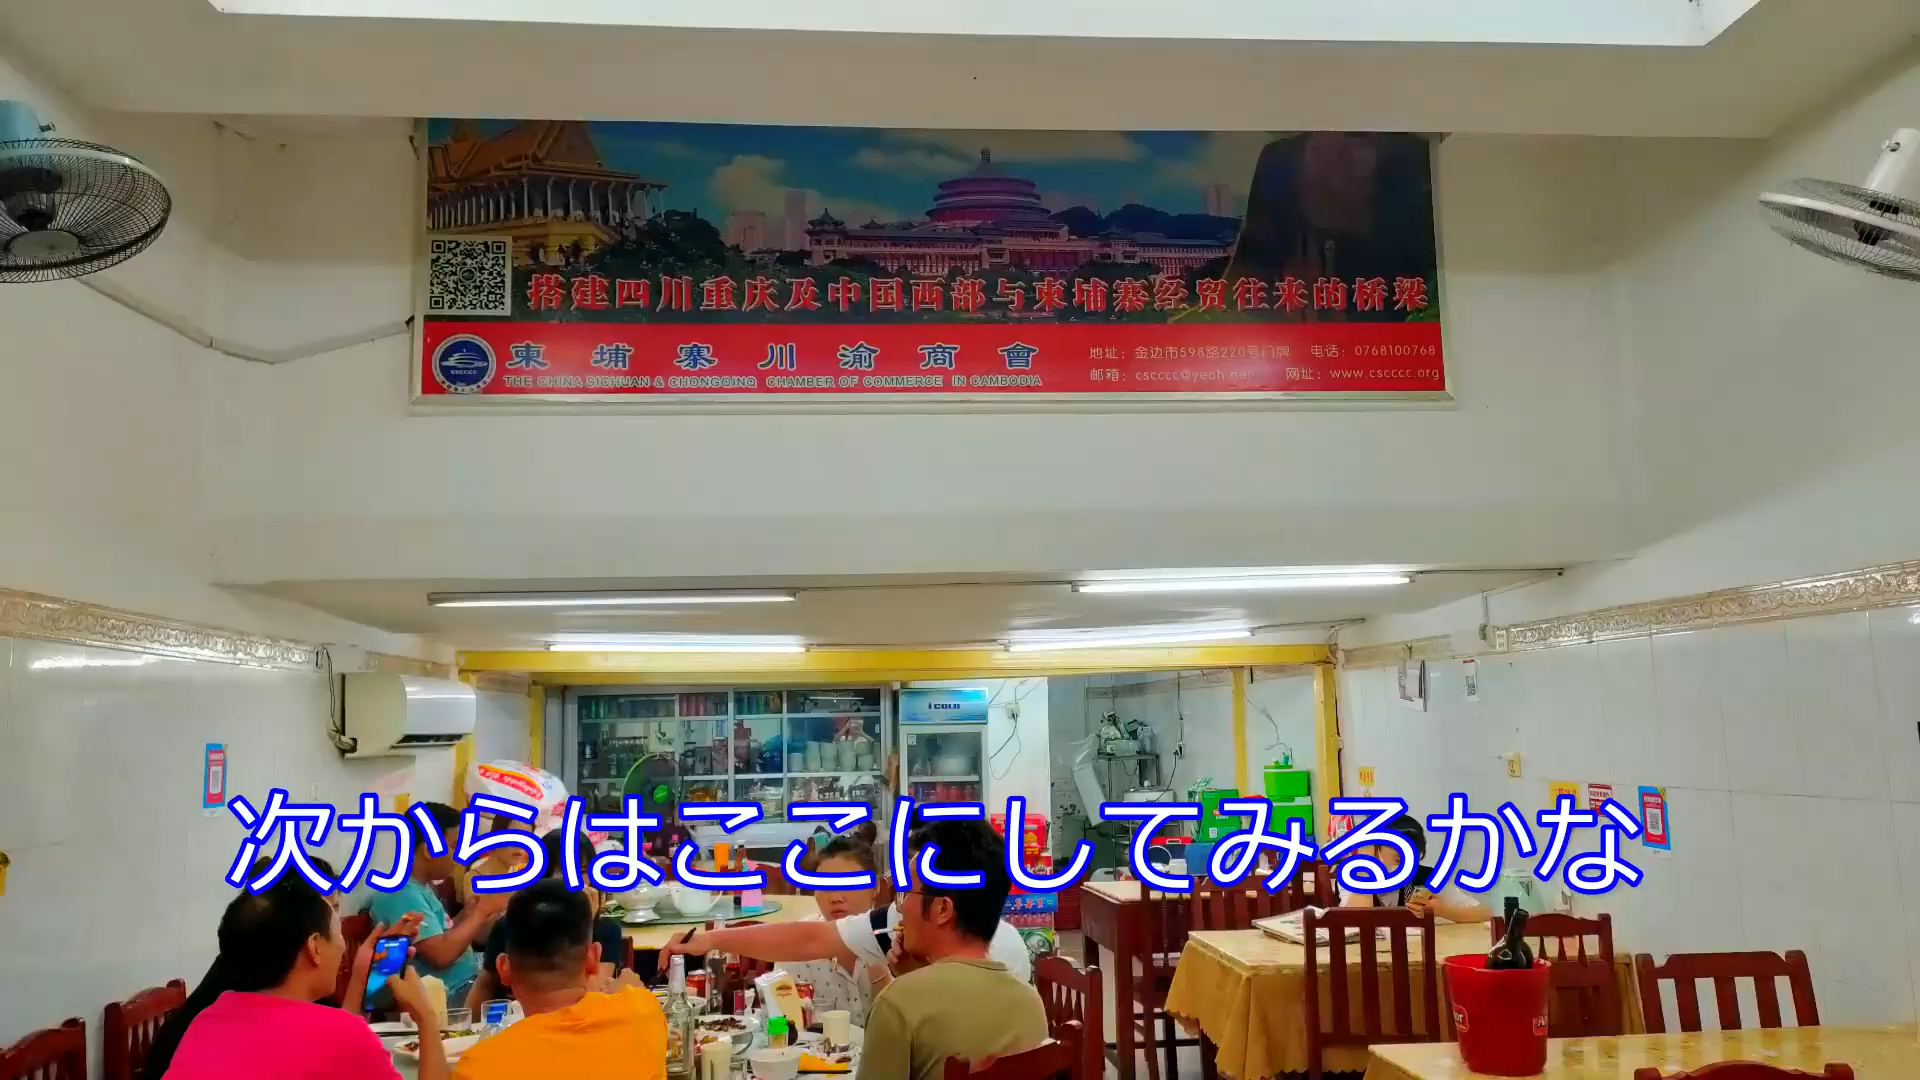 搭建四川重庆及中国西部与柬埔寨经贸往来的桥梁
柬埔寨川渝商會
THE CHINA SICHUAN & CHONGQING CHAMBER OF COMMERCE IN CAMBODIA
地址：金边市598路220号门牌 电话：0768100768
邮箱：cscccc@yeah.net 网址：www.cscccc.org
CSCCCC
iCOLD
次からはここにしてみるかな